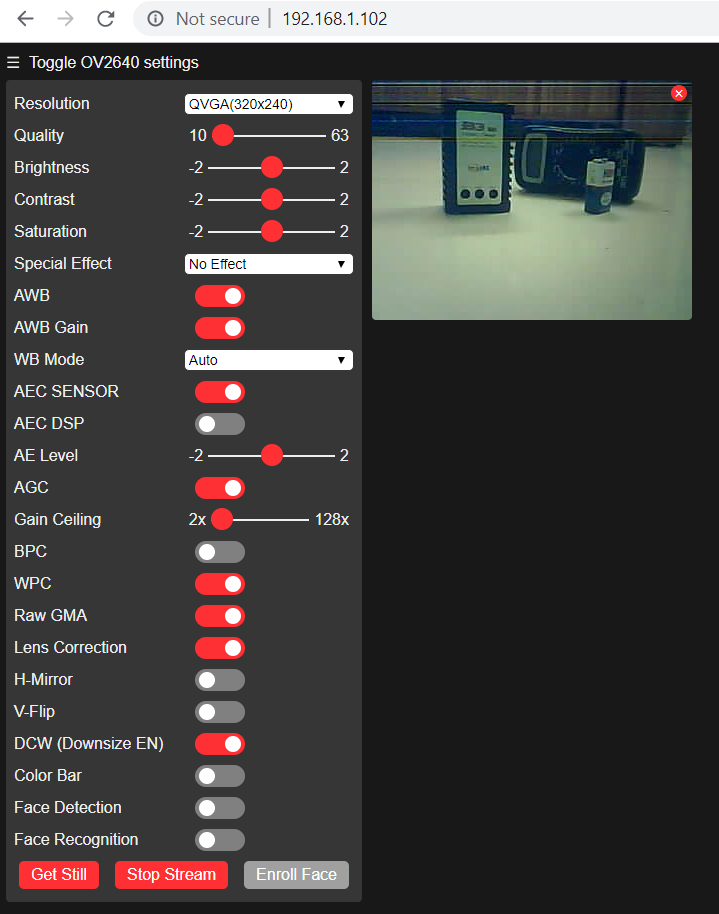 Not secure | 192.168.1.102
☰ Toggle OV2640 settings
Resolution QVGA(320x240)
Quality 10 63
Brightness -2 2
Contrast -2 2
Saturation -2 2
Special Effect No Effect
AWB
AWB Gain
WB Mode Auto
AEC SENSOR
AEC DSP
AE Level -2 2
AGC
Gain Ceiling 2x 128x
BPC
WPC
Raw GMA
Lens Correction
H-Mirror
V-Flip
DCW (Downsize EN)
Color Bar
Face Detection
Face Recognition
Get Still Stop Stream Enroll Face